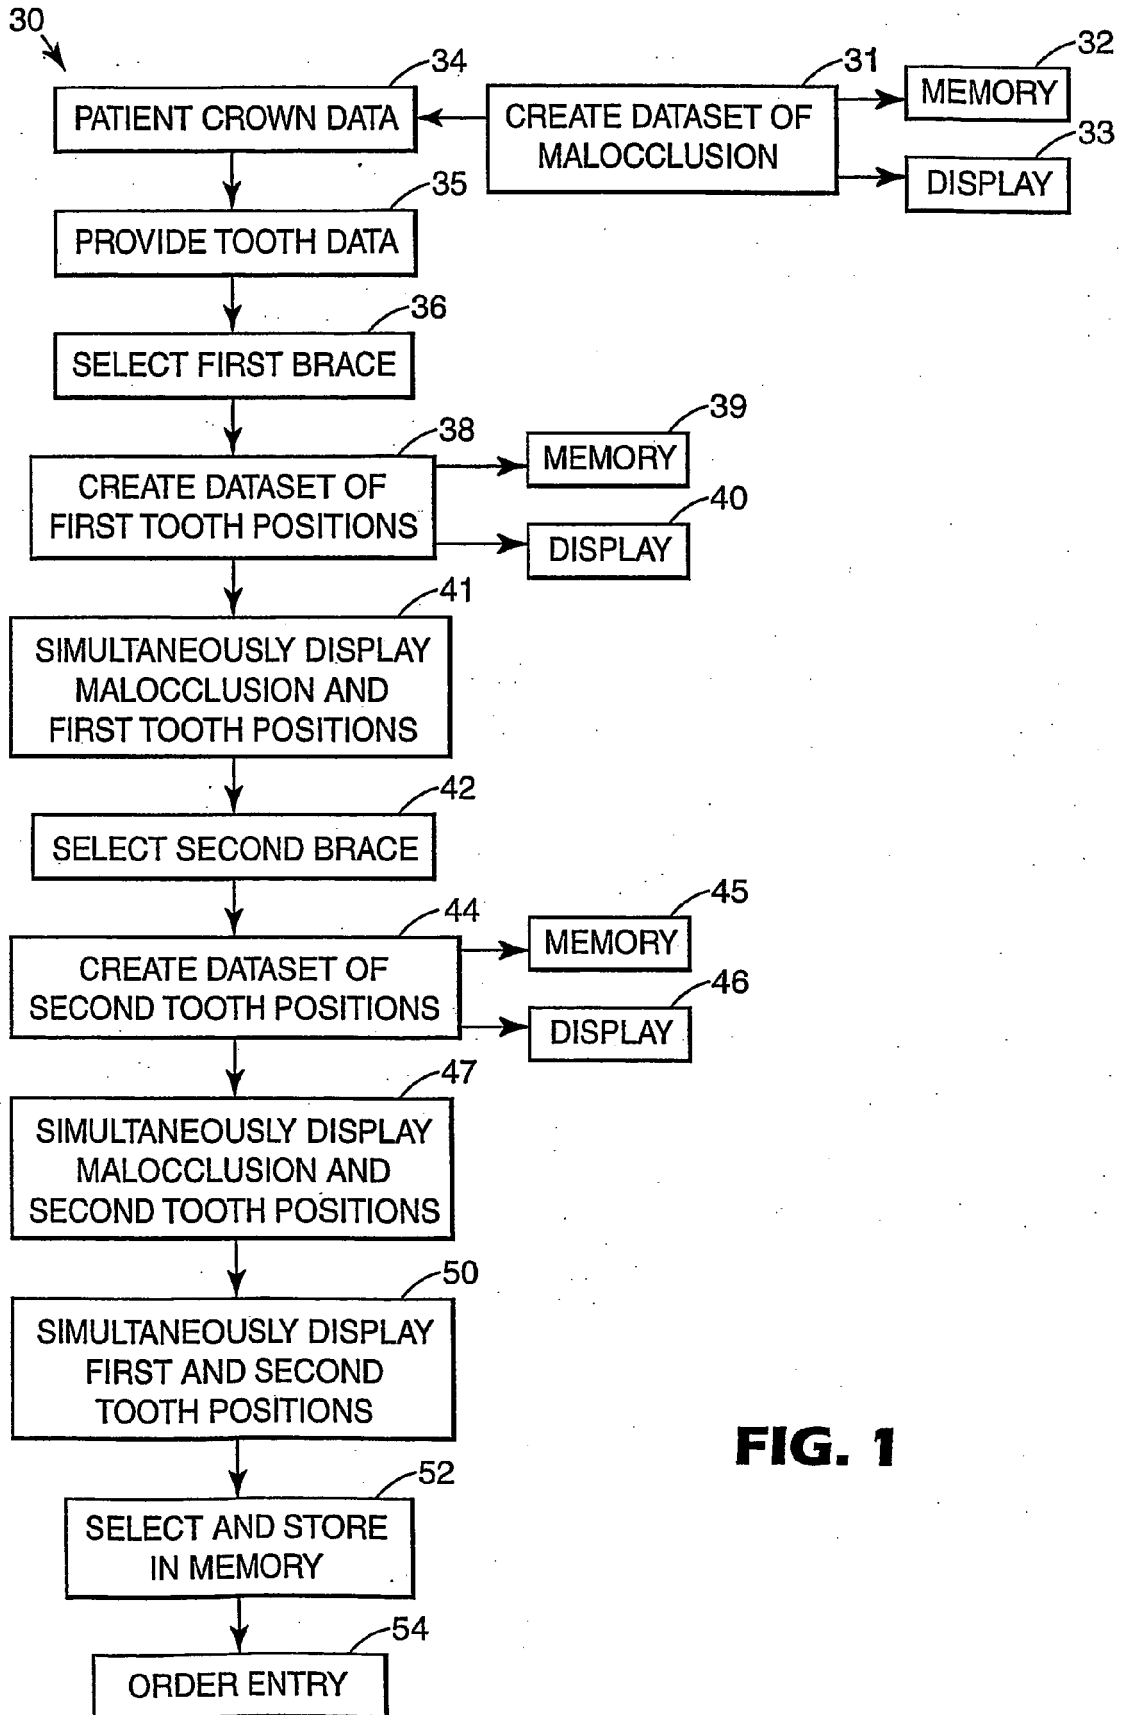 30
34
PATIENT CROWN DATA
31
CREATE DATASET OF
MALOCCLUSION
32
MEMORY
33
DISPLAY
35
PROVIDE TOOTH DATA
36
SELECT FIRST BRACE
38
CREATE DATASET OF
FIRST TOOTH POSITIONS
39
MEMORY
40
DISPLAY
41
SIMULTANEOUSLY DISPLAY
MALOCCLUSION AND
FIRST TOOTH POSITIONS
42
SELECT SECOND BRACE
44
CREATE DATASET OF
SECOND TOOTH POSITIONS
45
MEMORY
46
DISPLAY
47
SIMULTANEOUSLY DISPLAY
MALOCCLUSION AND
SECOND TOOTH POSITIONS
50
SIMULTANEOUSLY DISPLAY
FIRST AND SECOND
TOOTH POSITIONS
52
SELECT AND STORE
IN MEMORY
54
ORDER ENTRY
FIG. 1